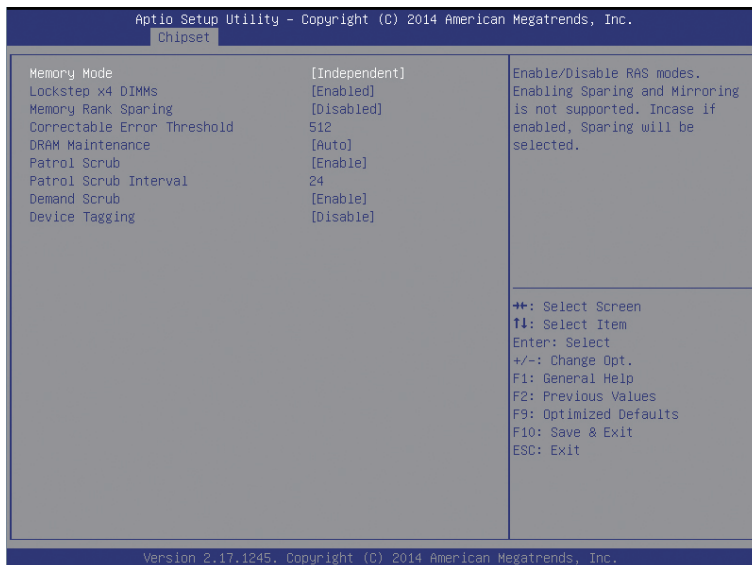 Aptio Setup Utility – Copyright (C) 2014 American Megatrends, Inc.
Chipset
Memory Mode [Independent]
Lockstep x4 DIMMs [Enabled]
Memory Rank Sparing [Disabled]
Correctable Error Threshold 512
DRAM Maintenance [Auto]
Patrol Scrub [Enable]
Patrol Scrub Interval 24
Demand Scrub [Enable]
Device Tagging [Disable]
Enable/Disable RAS modes.
Enabling Sparing and Mirroring
is not supported. Incase if
enabled, Sparing will be
selected.
→←: Select Screen
↑↓: Select Item
Enter: Select
+/-: Change Opt.
F1: General Help
F2: Previous Values
F9: Optimized Defaults
F10: Save & Exit
ESC: Exit
Version 2.17.1245. Copyright (C) 2014 American Megatrends, Inc.